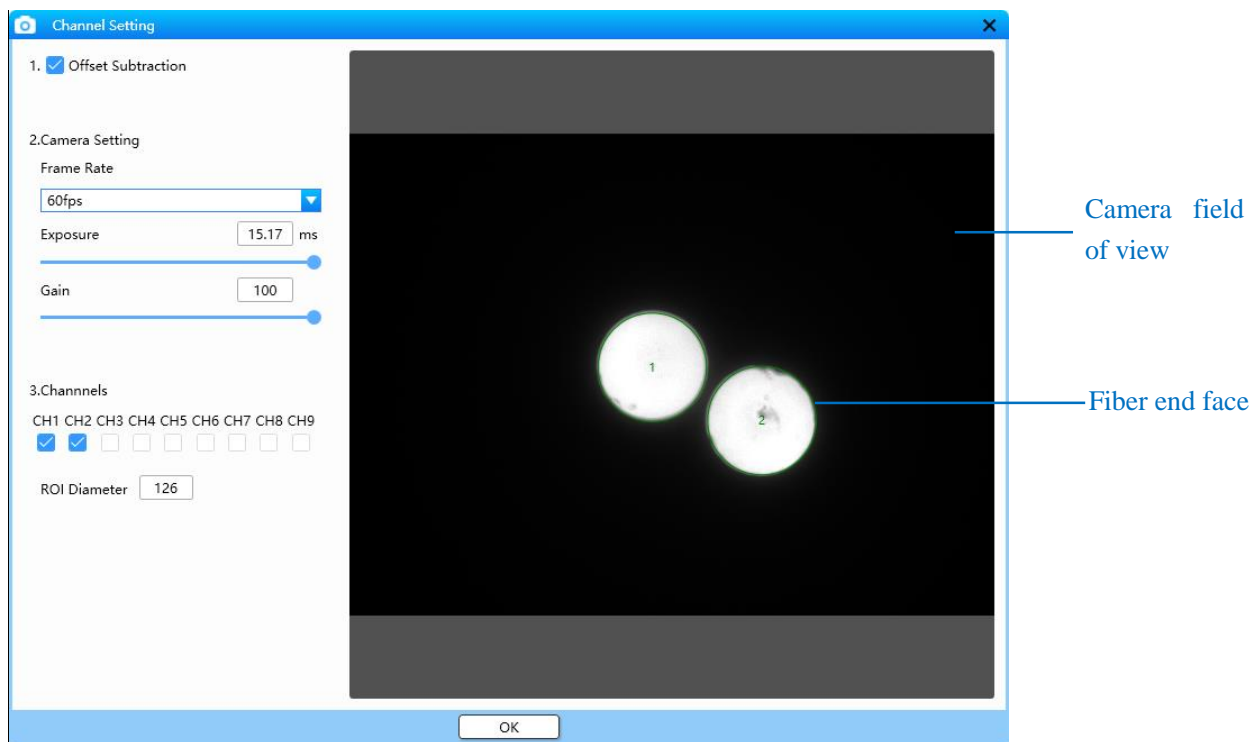 Channel Setting
1. Offset Subtraction
2.Camera Setting
Frame Rate
60fps
Exposure 15.17 ms
Gain 100
3.Channnels
CH1 CH2 CH3 CH4 CH5 CH6 CH7 CH8 CH9
ROI Diameter 126
1
2
OK
Camera field
of view
Fiber end face